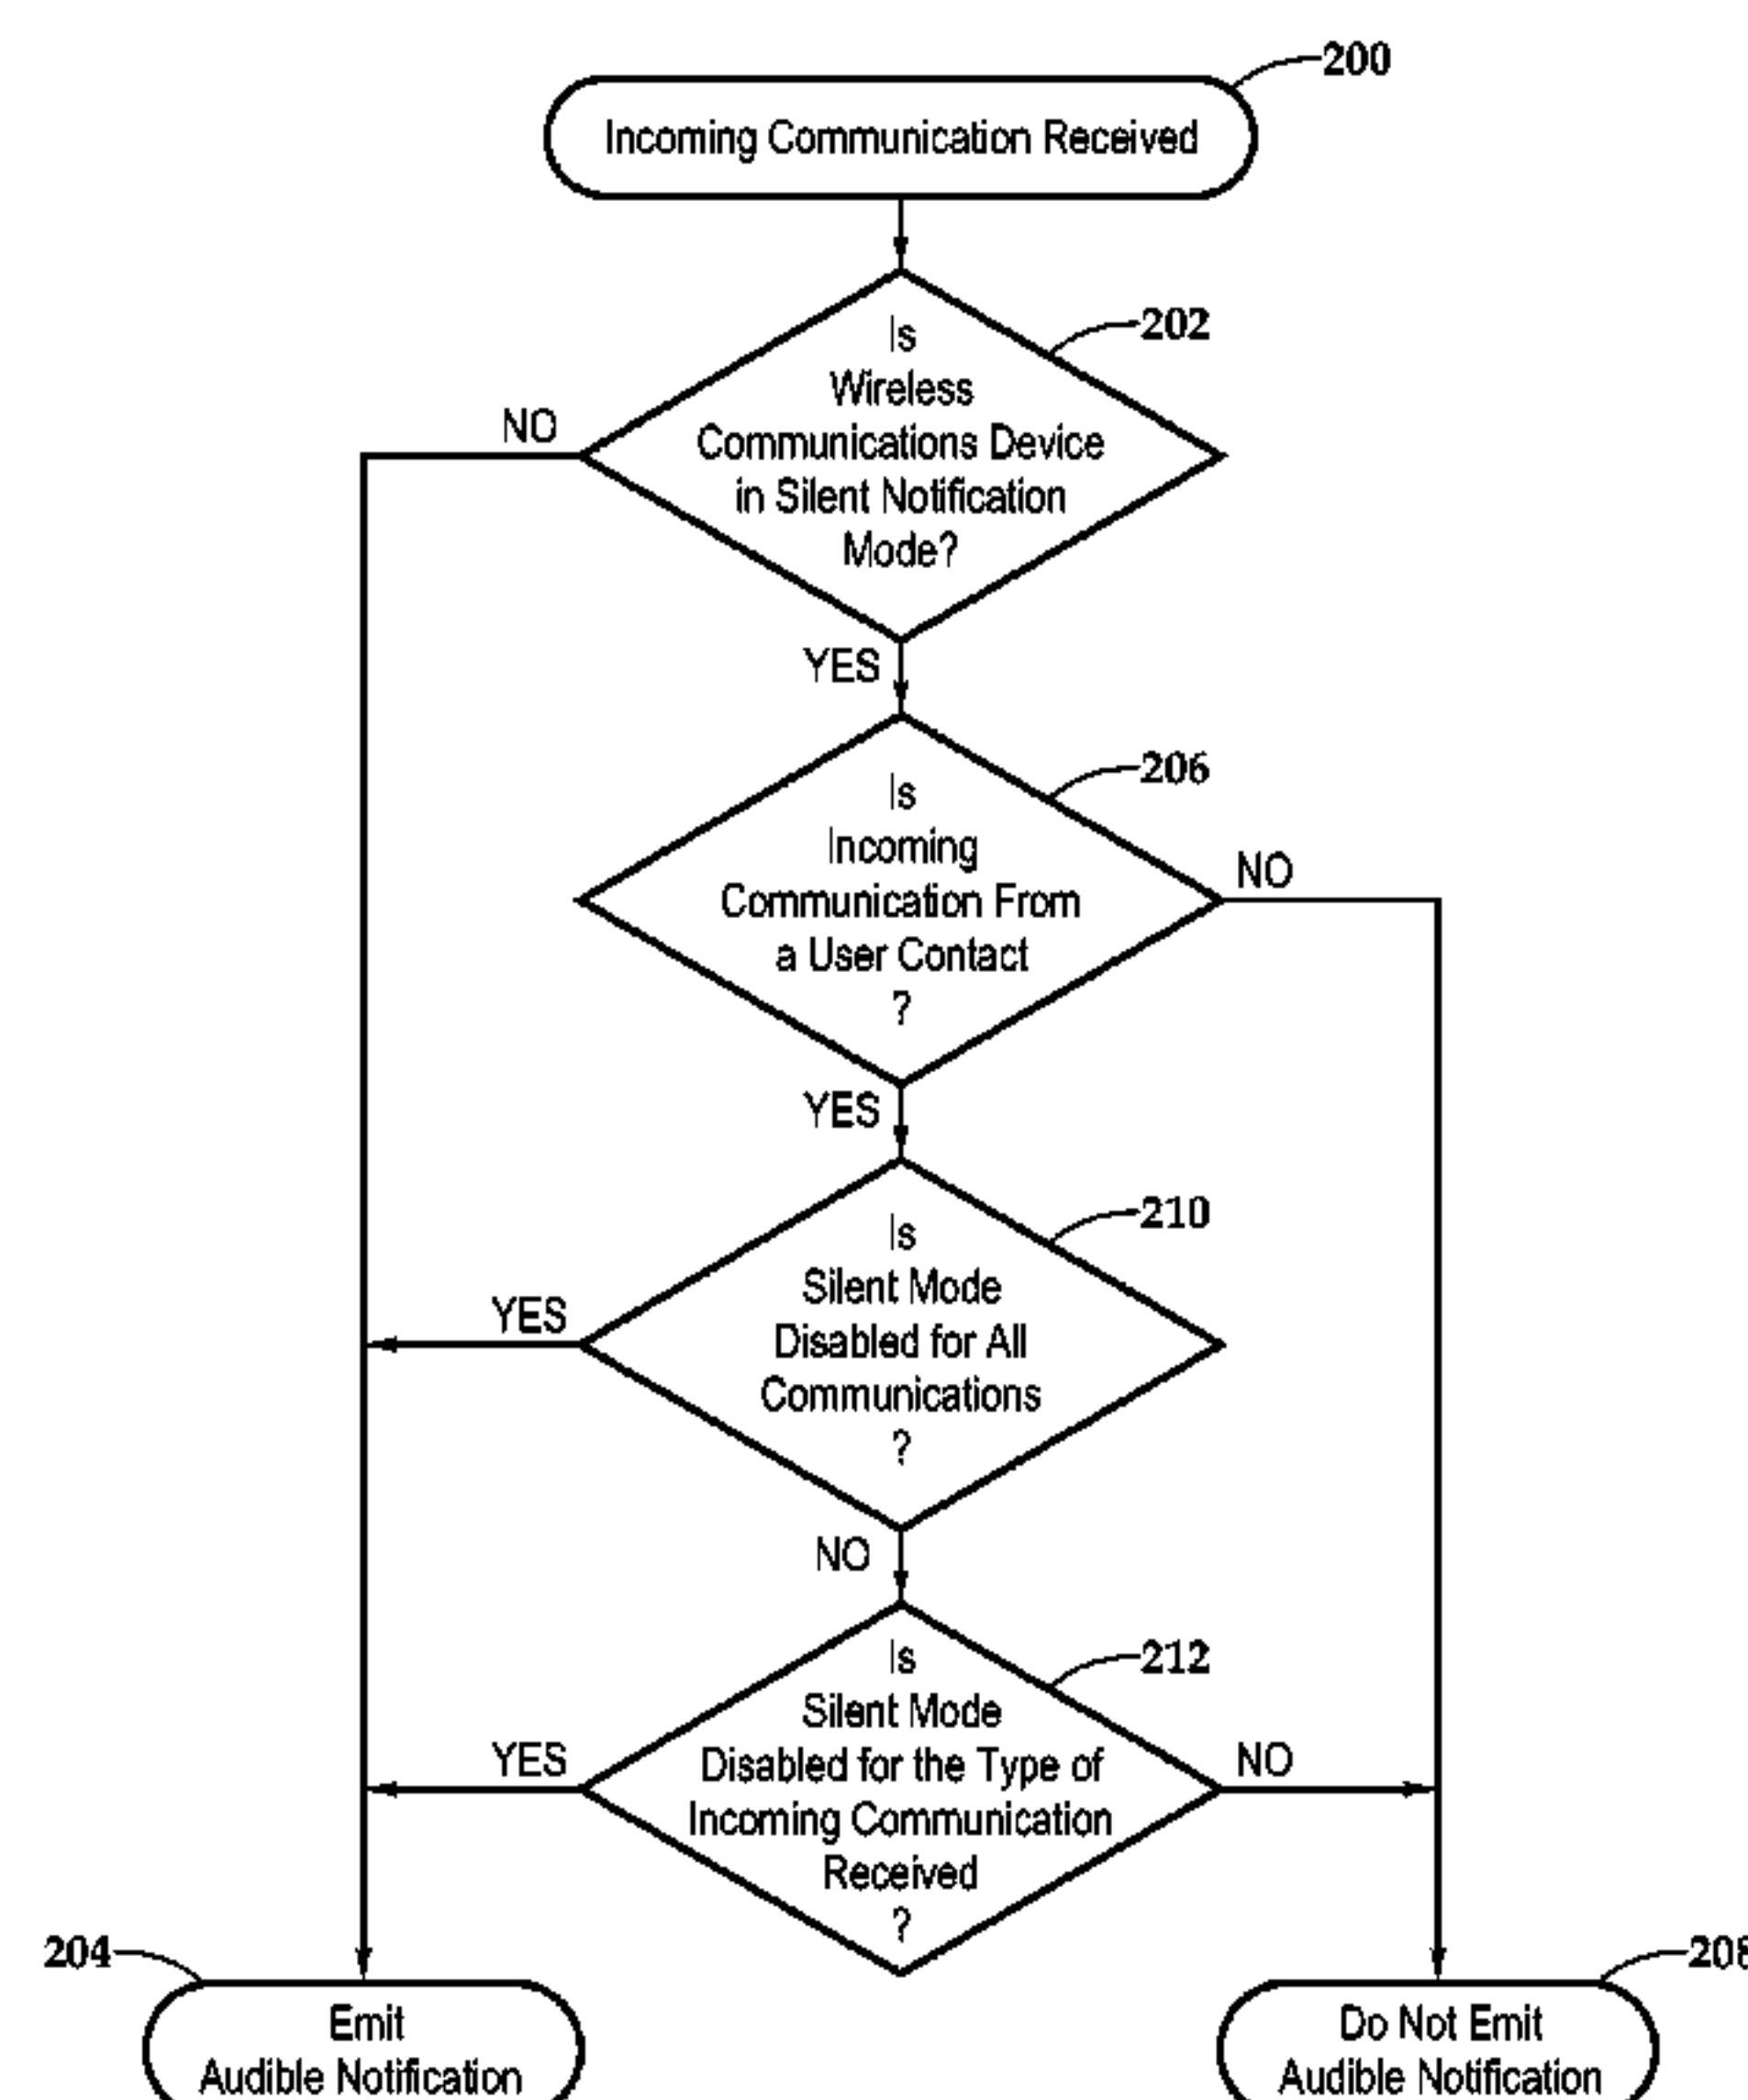 200
Incoming Communication Received
202
Is
Wireless
Communications Device
in Silent Notification
Mode?
NO
YES
206
Is
Incoming
Communication From
a User Contact
?
NO
YES
210
Is
Silent Mode
Disabled for All
Communications
?
YES
NO
212
Is
Silent Mode
Disabled for the Type of
Incoming Communication
Received
?
YES
NO
204
Emit
Audible Notification
208
Do Not Emit
Audible Notification